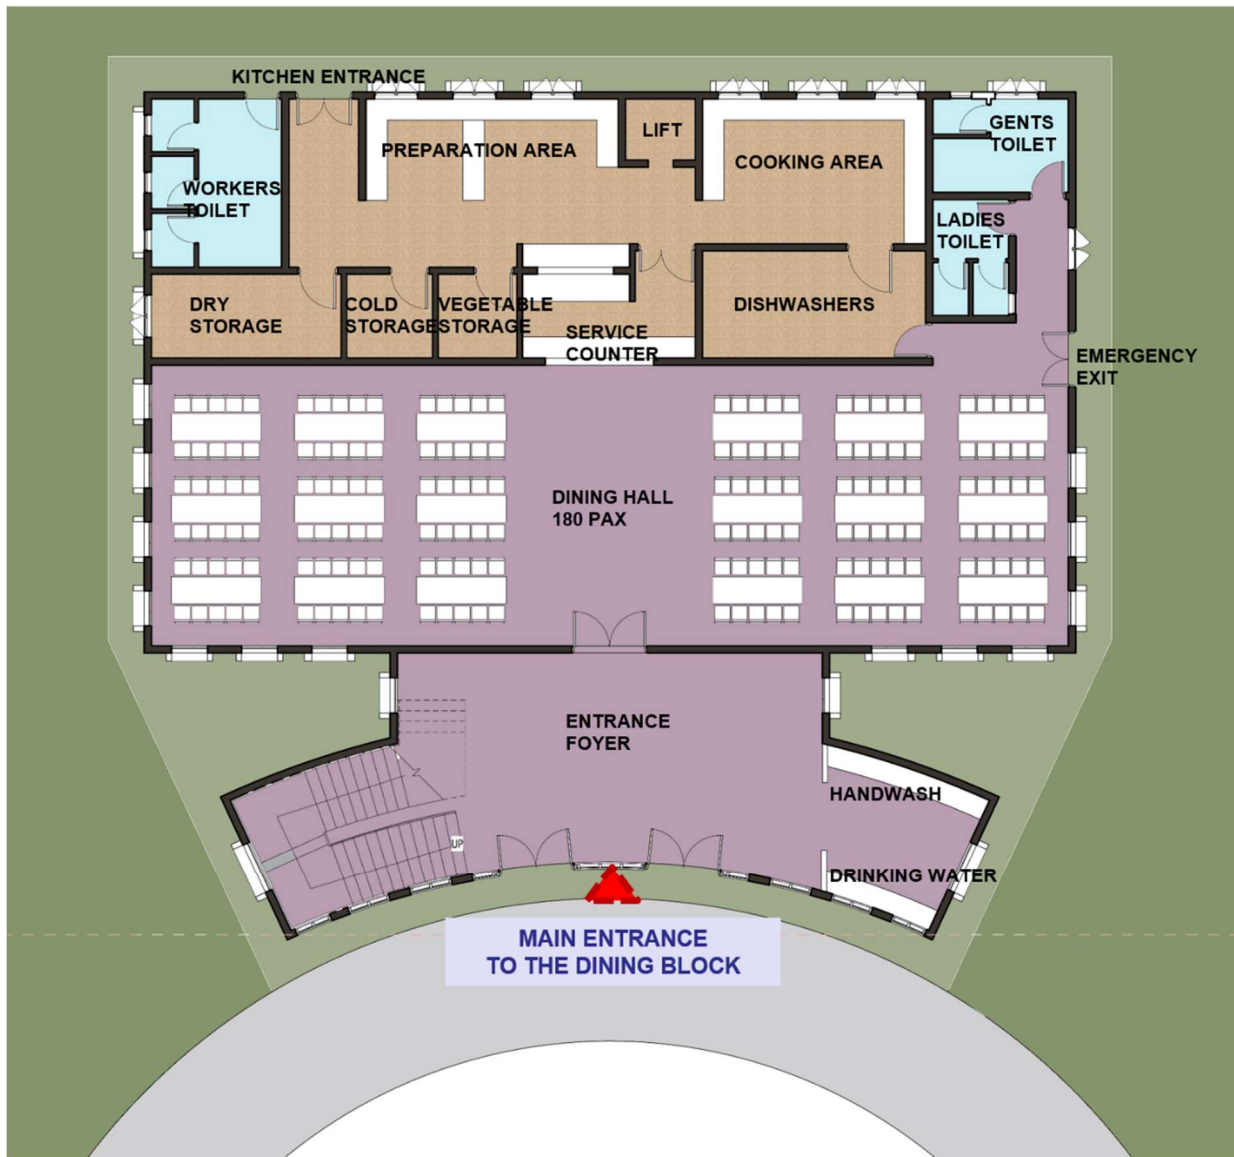 KITCHEN ENTRANCE
GENTS
TOILET
LIFT
PREPARATION AREA
COOKING AREA
WORKERS
TOILET
LADIES
TOILET
DRY
STORAGE
COLD
STORAGE
VEGETABLE
STORAGE
SERVICE
COUNTER
DISHWASHERS
EMERGENCY
EXIT
DINING HALL
180 PAX
ENTRANCE
FOYER
HANDWASH
UP
DRINKING WATER
MAIN ENTRANCE
TO THE DINING BLOCK